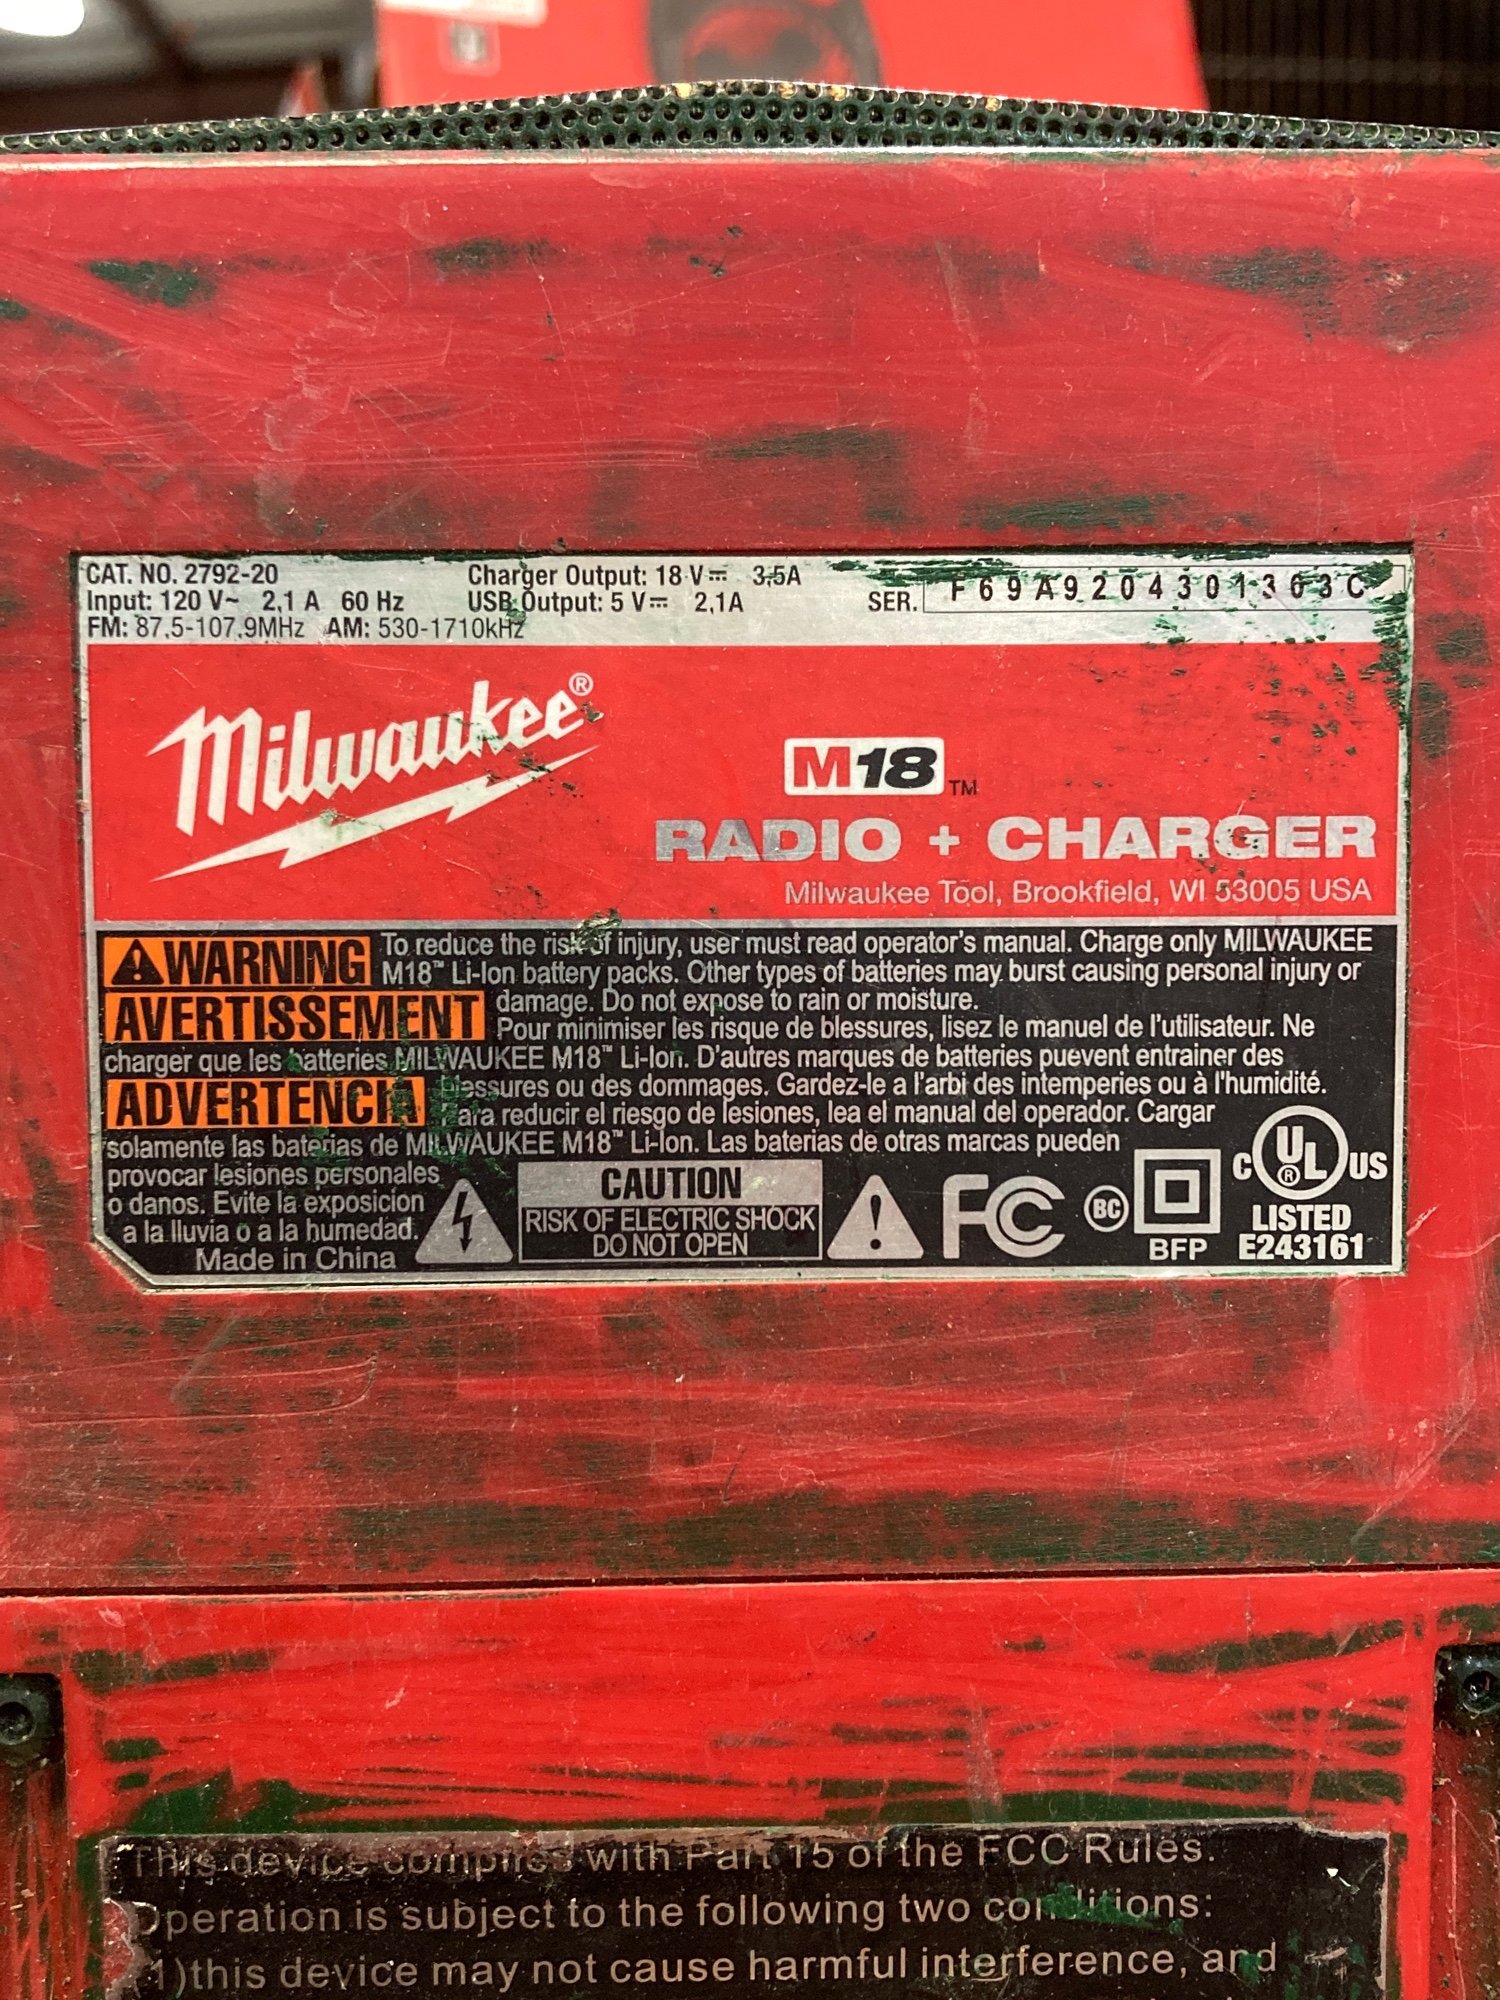 CAT. NO. 2792-20
Input: 120 V~ 2,1 A 60 Hz
FM: 87,5-107,9MHz AM: 530-1710kHz
Charger Output: 18 V⎓ 3,5A
USB Output: 5 V⎓ 2,1A
SER. F69A9204301363C
Milwaukee®
M18™
RADIO + CHARGER
Milwaukee Tool, Brookfield, WI 53005 USA
⚠WARNING To reduce the risk of injury, user must read operator's manual. Charge only MILWAUKEE
M18™ Li-Ion battery packs. Other types of batteries may burst causing personal injury or
damage. Do not expose to rain or moisture.
AVERTISSEMENT Pour minimiser les risque de blessures, lisez le manuel de l'utilisateur. Ne
charger que les batteries MILWAUKEE M18™ Li-Ion. D'autres marques de batteries puevent entrainer des
blessures ou des dommages. Gardez-le a l'arbi des intemperies ou à l'humidité.
ADVERTENCIA Para reducir el riesgo de lesiones, lea el manual del operador. Cargar
solamente las baterias de MILWAUKEE M18™ Li-Ion. Las baterias de otras marcas pueden
provocar lesiones personales
o danos. Evite la exposicion
a la lluvia o a la humedad.
Made in China
CAUTION
RISK OF ELECTRIC SHOCK
DO NOT OPEN
FC
BC
BFP
C UL® US
LISTED
E243161
This device complies with Part 15 of the FCC Rules.
Operation is subject to the following two conditions:
1)this device may not cause harmful interference, and